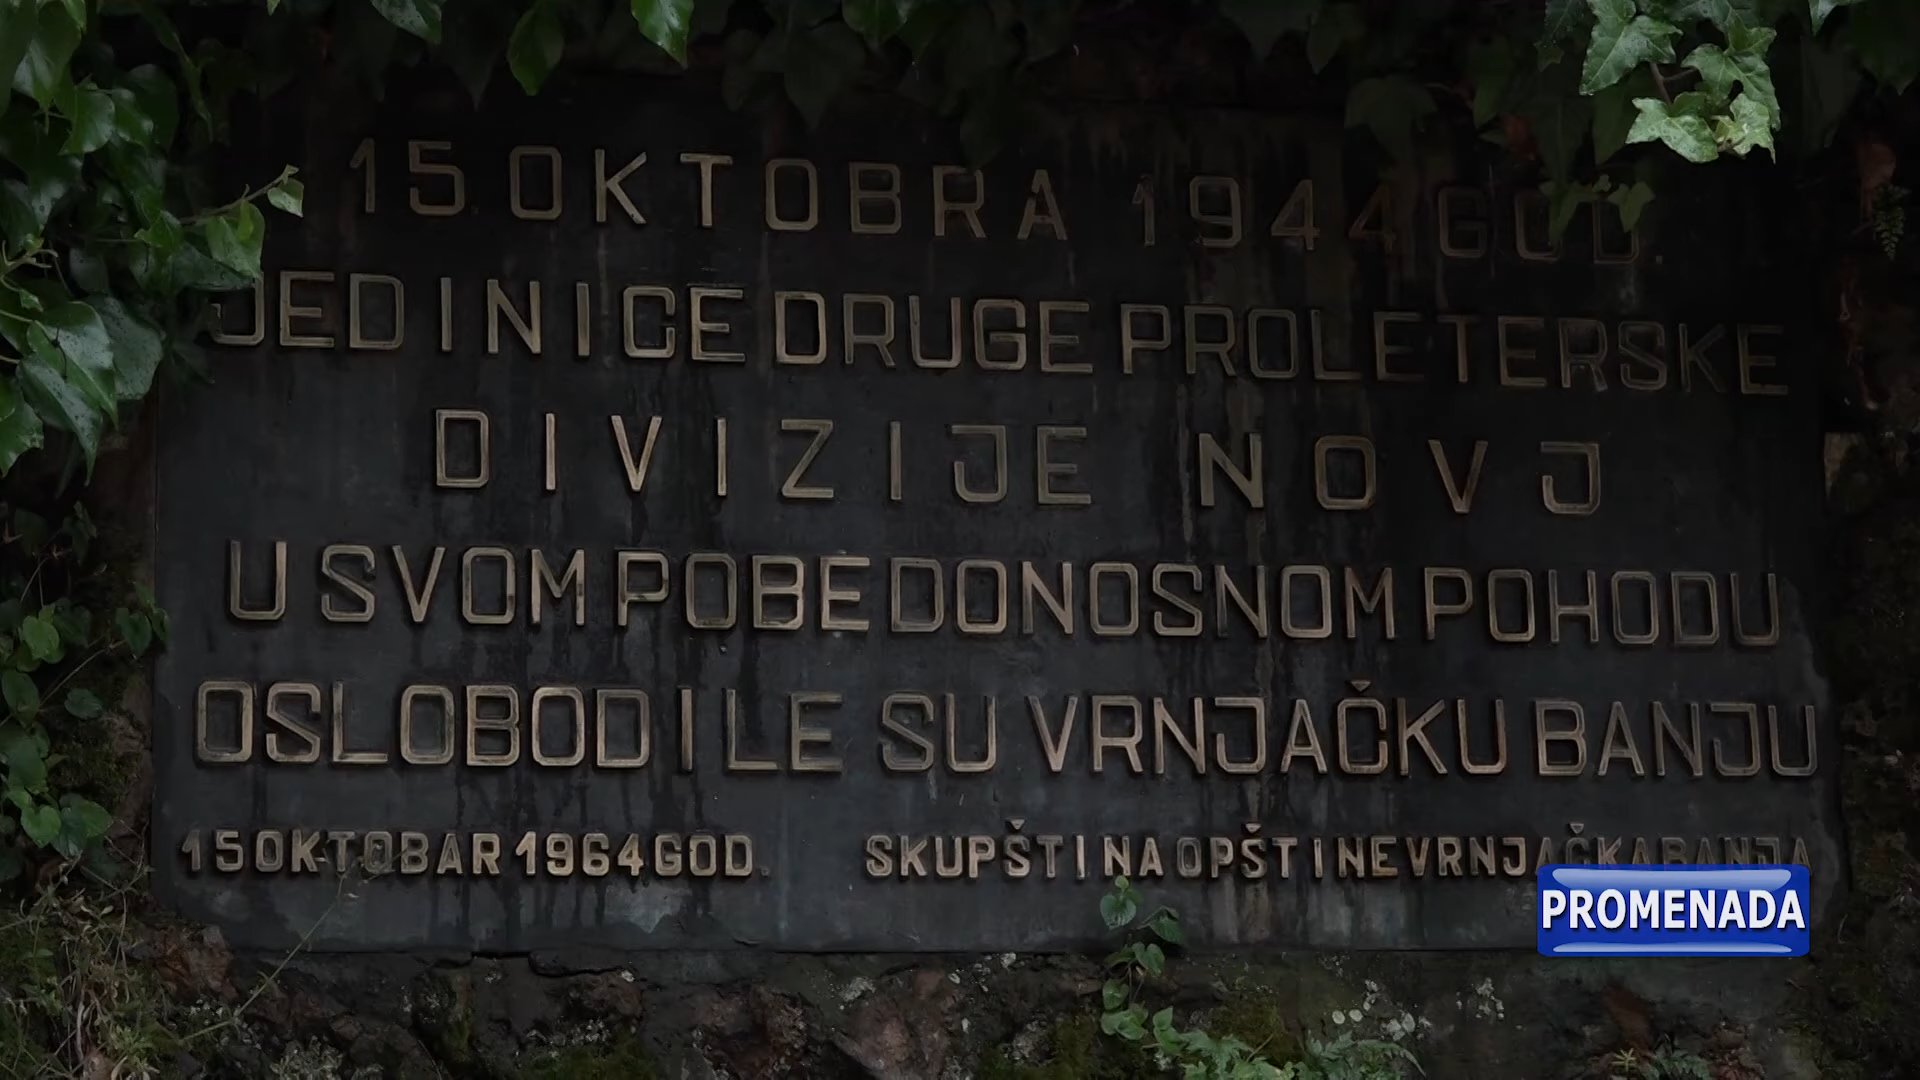 15 OKTOBRA 1944 GOD.
JEDINICE DRUGE PROLETERSKE
DIVIZIJE NOVJ
U SVOM POBEDONOSNOM POHODU
OSLOBODILE SU VRNJAČKU BANJU
15 OKTOBAR 1964 GOD. SKUPŠTINA OPŠTINE VRNJAČKA BANJA
PROMENADA